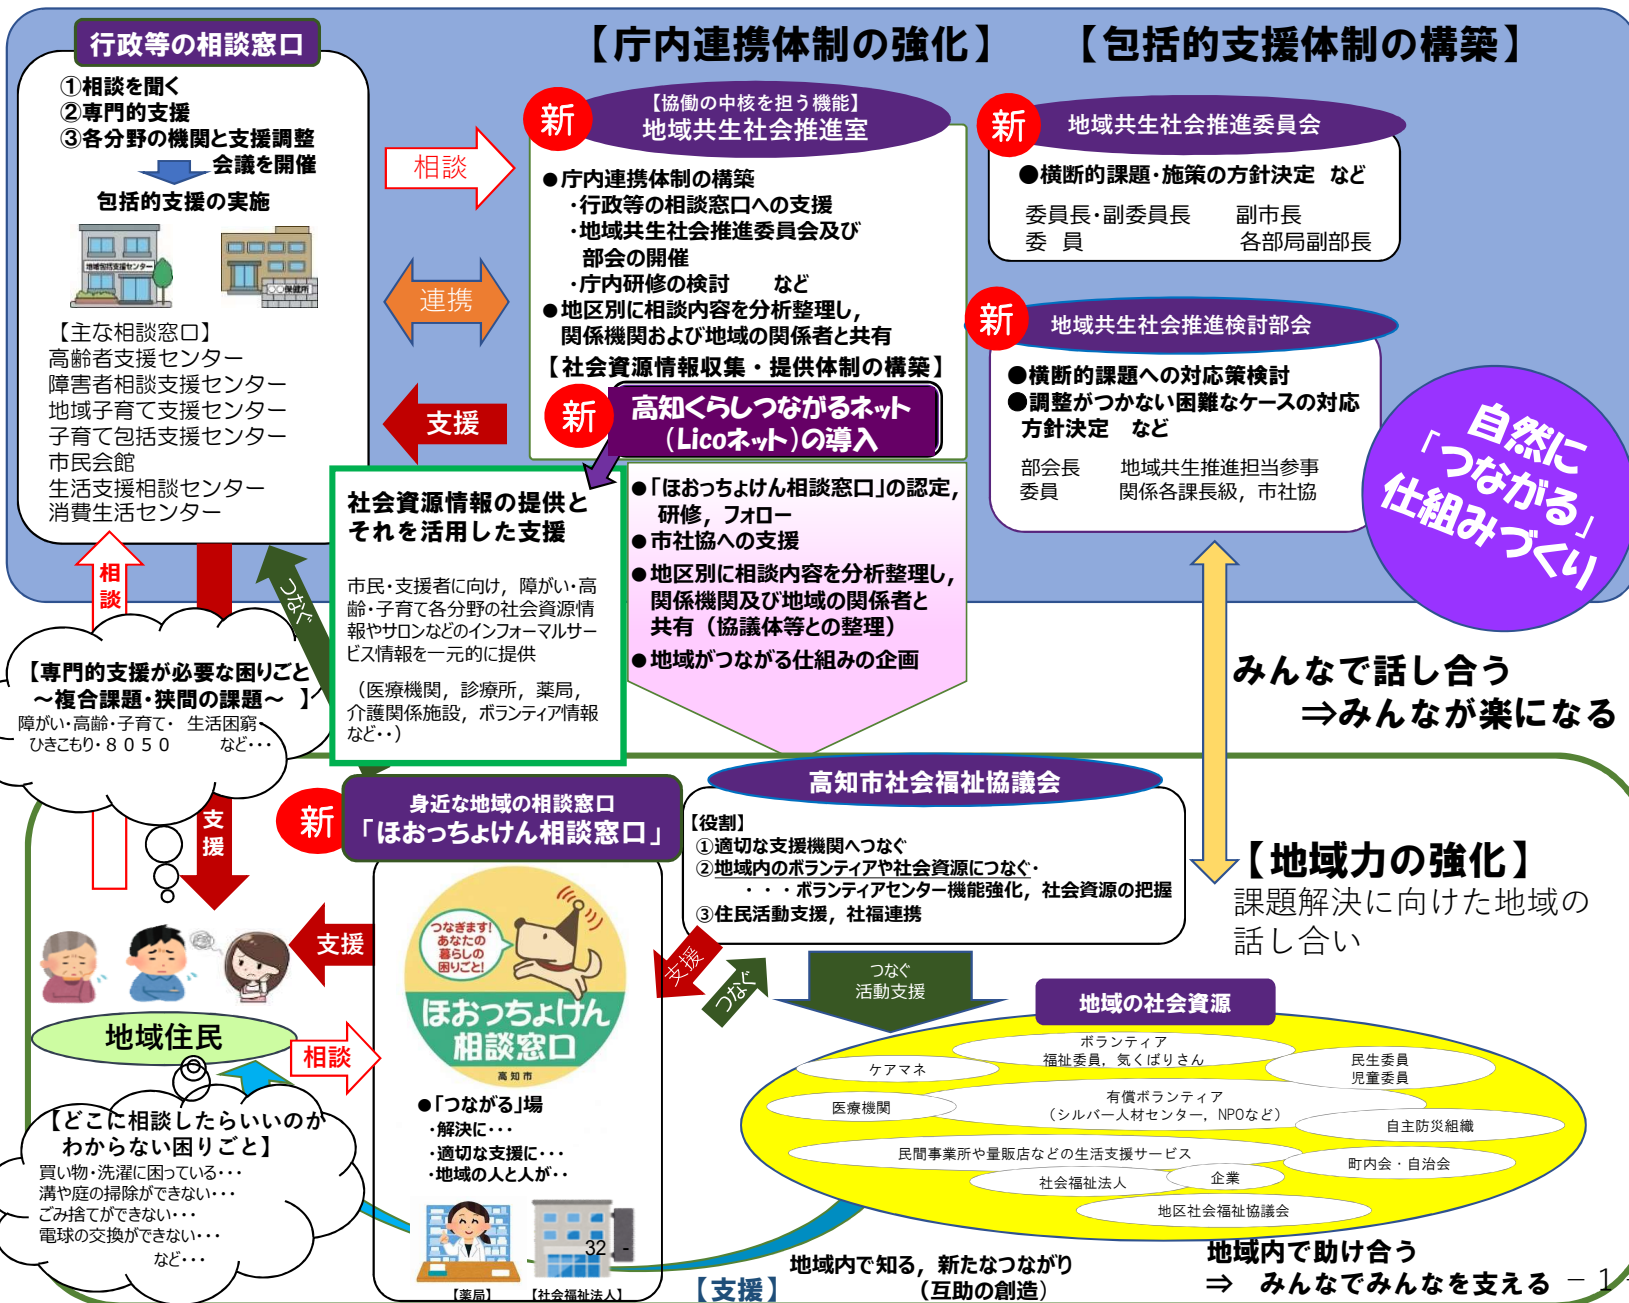 【庁内連携体制の強化】
【包括的支援体制の構築】
行政等の相談窓口
①相談を聞く
②専門的支援
③各分野の機関と支援調整
会議を開催
包括的支援の実施
地域包括支援センター
〇〇保健所
【主な相談窓口】
高齢者支援センター
障害者相談支援センター
地域子育て支援センター
子育て包括支援センター
市民会館
生活支援相談センター
消費生活センター
相談
連携
支援
新
【協働の中核を担う機能】
地域共生社会推進室
●庁内連携体制の構築
・行政等の相談窓口への支援
・地域共生社会推進委員会及び
部会の開催
・庁内研修の検討　　など
●地区別に相談内容を分析整理し，
関係機関および地域の関係者と共有
【社会資源情報収集・提供体制の構築】
新
高知くらしつながるネット
（Licoネット）の導入
新
地域共生社会推進委員会
●横断的課題・施策の方針決定　など
委員長・副委員長　　副市長
委　員　　各部局副部長
新
地域共生社会推進検討部会
●横断的課題への対応策検討
●調整がつかない困難なケースの対応
方針決定　など
部会長　　地域共生推進担当参事
委員　　関係各課長級，市社協
自然に
「つながる」
仕組みづくり
社会資源情報の提供と
それを活用した支援
市民・支援者に向け，障がい・高
齢・子育て各分野の社会資源情
報やサロンなどのインフォーマルサー
ビス情報を一元的に提供
（医療機関，診療所，薬局，
介護関係施設，ボランティア情報
など・・）
●「ほおっちょけん相談窓口」の認定，
研修，フォロー
●市社協への支援
●地区別に相談内容を分析整理し，
関係機関及び地域の関係者と
共有（協議体等との整理）
●地域がつながる仕組みの企画
相談
つなぐ
【専門的支援が必要な困りごと
～複合課題・狭間の課題～ 】
障がい・高齢・子育て・ 生活困窮・
ひきこもり・８０５０　　など・・・
支援
みんなで話し合う
⇒みんなが楽になる
新
身近な地域の相談窓口
「ほおっちょけん相談窓口」
つなぎます！
あなたの
暮らしの
困りごと！
ほおっちょけん
相談窓口
高知市
●「つながる」場
・解決に・・・
・適切な支援に・・・
・地域の人と人が・・
【薬局】
【社会福祉法人】
32 -
高知市社会福祉協議会
【役割】
①適切な支援機関へつなぐ
②地域内のボランティアや社会資源につなぐ・
・・・ボランティアセンター機能強化，社会資源の把握
③住民活動支援，社福連携
【地域力の強化】
課題解決に向けた地域の
話し合い
支援
支援
つなぐ
つなぐ
活動支援
地域住民
相談
【どこに相談したらいいのか
わからない困りごと】
買い物・洗濯に困っている・・・
溝や庭の掃除ができない・・・
ごみ捨てができない・・・
電球の交換ができない・・・
など・・・
地域の社会資源
ボランティア
福祉委員，気くばりさん
ケアマネ
民生委員
児童委員
医療機関
有償ボランティア
（シルバー人材センター，NPOなど）
自主防災組織
民間事業所や量販店などの生活支援サービス
町内会・自治会
社会福祉法人
企業
地区社会福祉協議会
【支援】
地域内で知る，新たなつながり
（互助の創造）
地域内で助け合う
⇒　みんなでみんなを支える
－1－